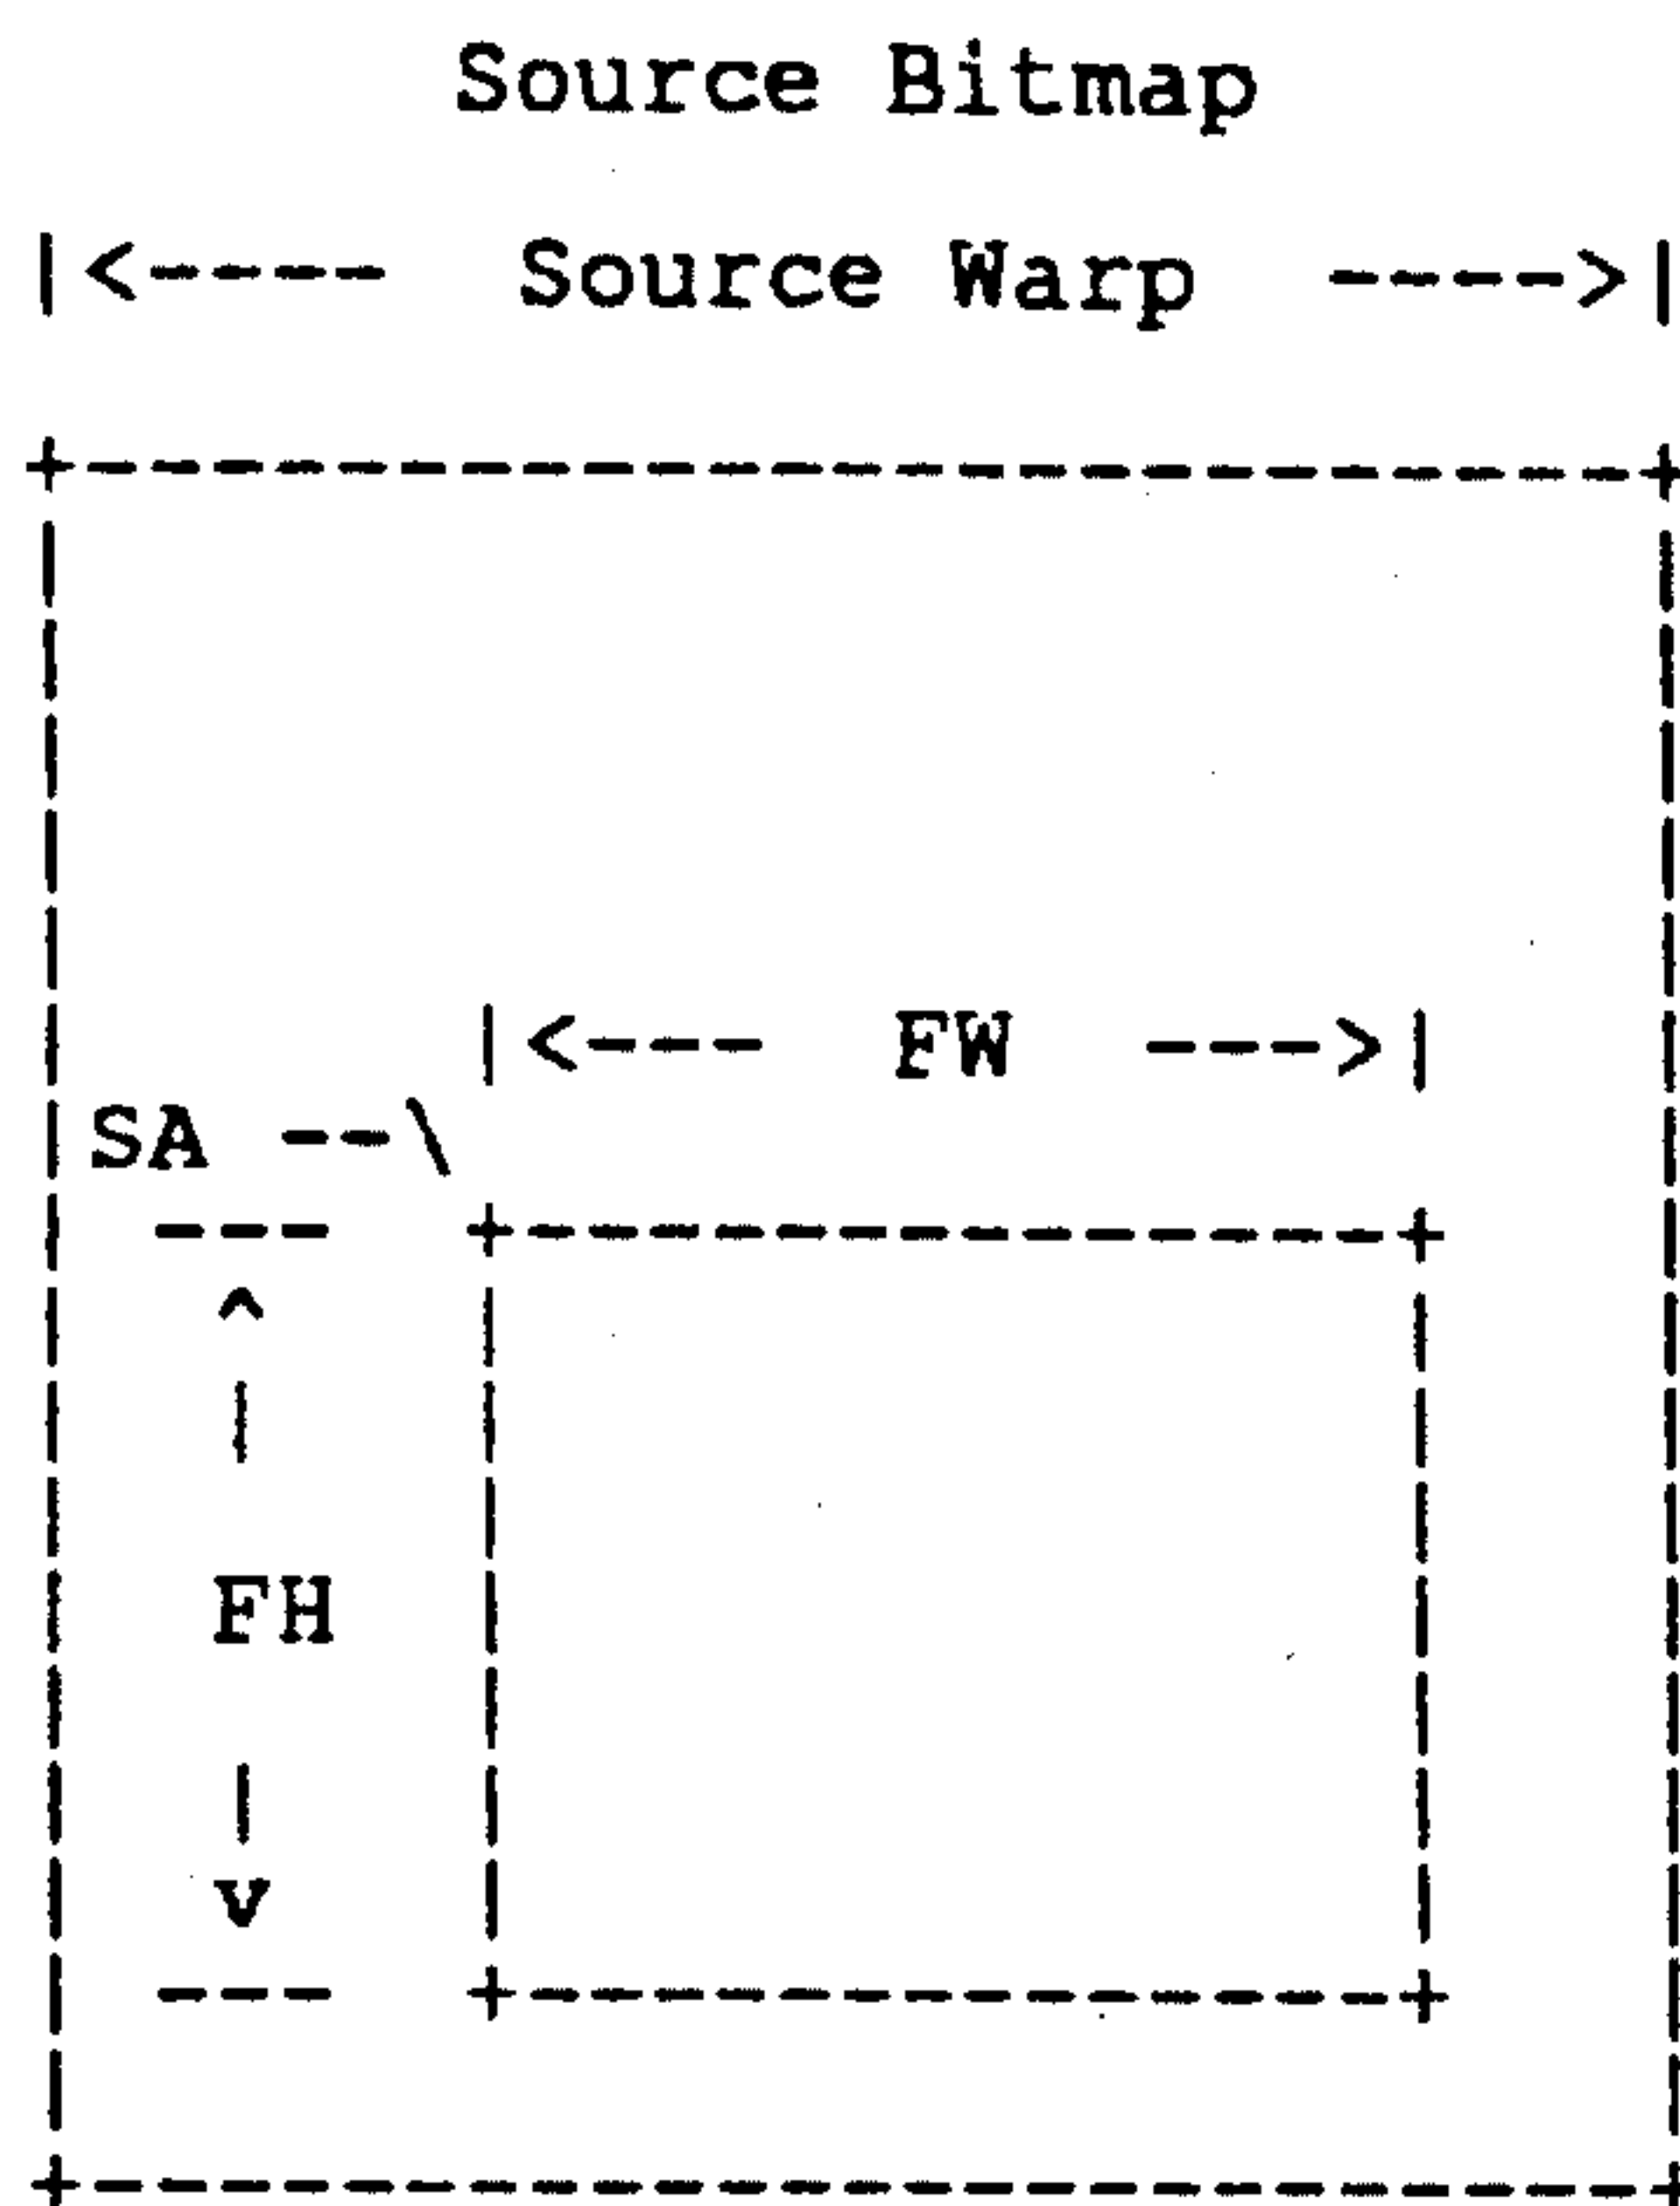 Source Bitmap
|<---- Source Warp ---->|
|<--- FW --->|
SA --\
FH